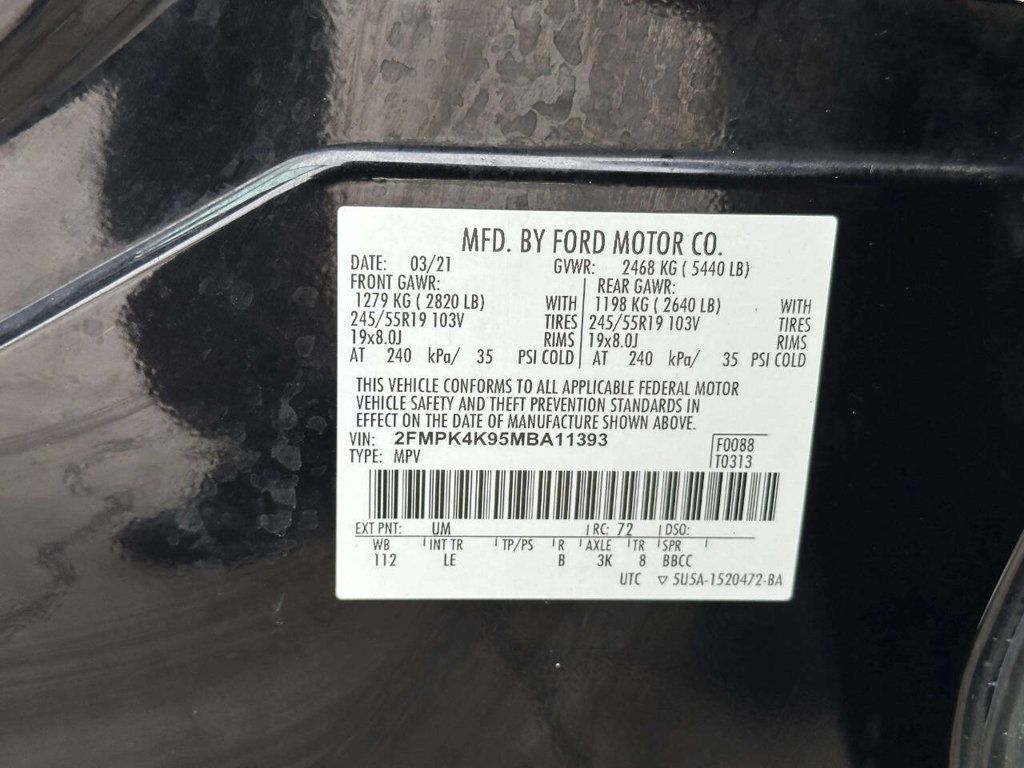 MFD. BY FORD MOTOR CO.
DATE: 03/21 GVWR: 2468 KG ( 5440 LB)
FRONT GAWR: REAR GAWR:
1279 KG ( 2820 LB) WITH 1198 KG ( 2640 LB) WITH
245/55R19 103V TIRES 245/55R19 103V TIRES
19x8.0J RIMS 19x8.0J RIMS
AT 240 kPa/ 35 PSI COLD AT 240 kPa/ 35 PSI COLD
THIS VEHICLE CONFORMS TO ALL APPLICABLE FEDERAL MOTOR
VEHICLE SAFETY AND THEFT PREVENTION STANDARDS IN
EFFECT ON THE DATE OF MANUFACTURE SHOWN ABOVE.
VIN: 2FMPK4K95MBA11393 F0088
TYPE: MPV T0313
EXT PNT: UM RC: 72 DSO:
WB INT TR TP/PS R AXLE TR SPR
112 LE B 3K 8 BBCC
UTC ▽ 5U5A-1520472-BA